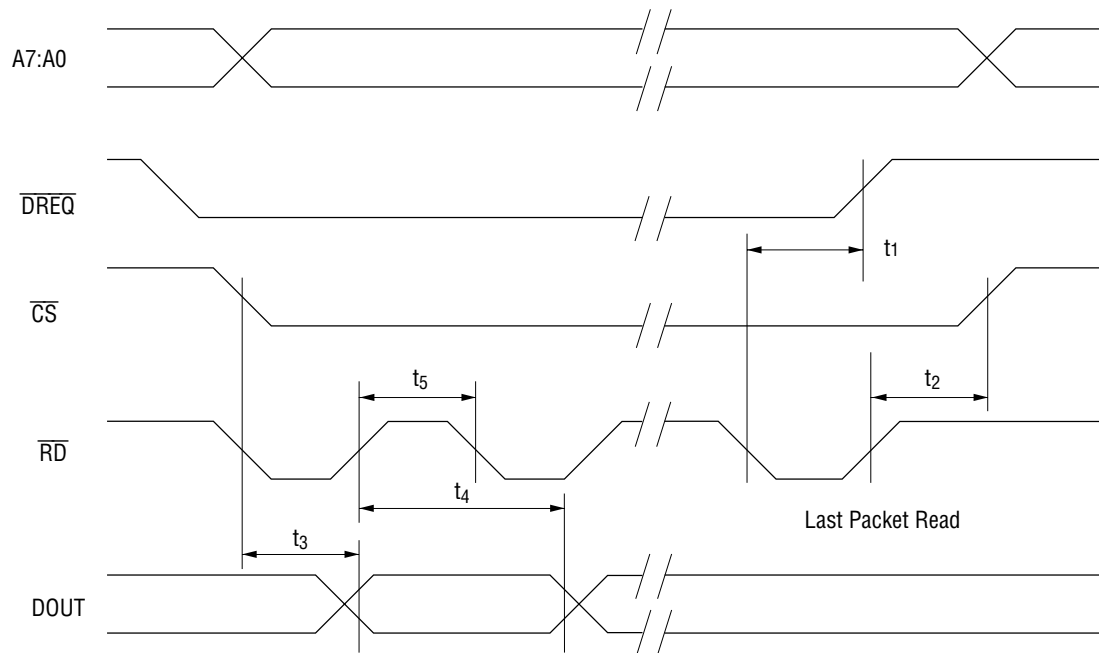 A7:A0
DREQ
t1
CS
t5
t2
RD
t4
Last Packet Read
t3
DOUT